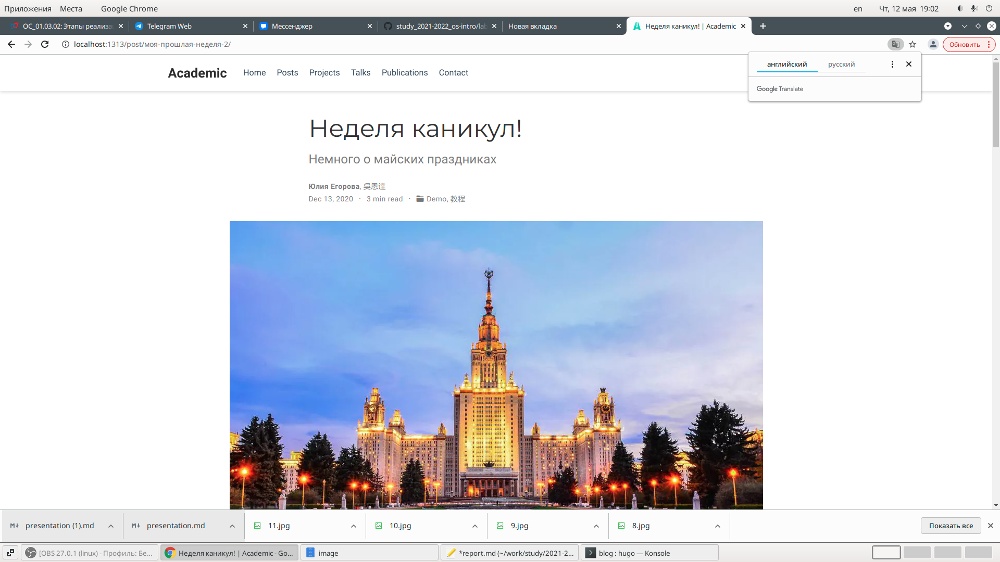 Приложения Места Google Chrome en Чт, 12 мая 19:02
ОС_01.03.02: Этапы реализа Telegram Web Мессенджер study_2021-2022_os-intro/lab Новая вкладка Неделя каникул! | Academic
localhost:1313/post/моя-прошлая-неделя-2/ Обновить
английский русский
Google Translate
Academic Home Posts Projects Talks Publications Contact
Неделя каникул!
Немного о майских праздниках
Юлия Егорова, 吳恩達
Dec 13, 2020 · 3 min read · Demo, 教程
presentation (1).md presentation.md 11.jpg 10.jpg 9.jpg 8.jpg Показать все
[OBS 27.0.1 (linux) - Профиль: Бе... Неделя каникул! | Academic - Go... image *report.md (~/work/study/2021-2... blog : hugo — Konsole